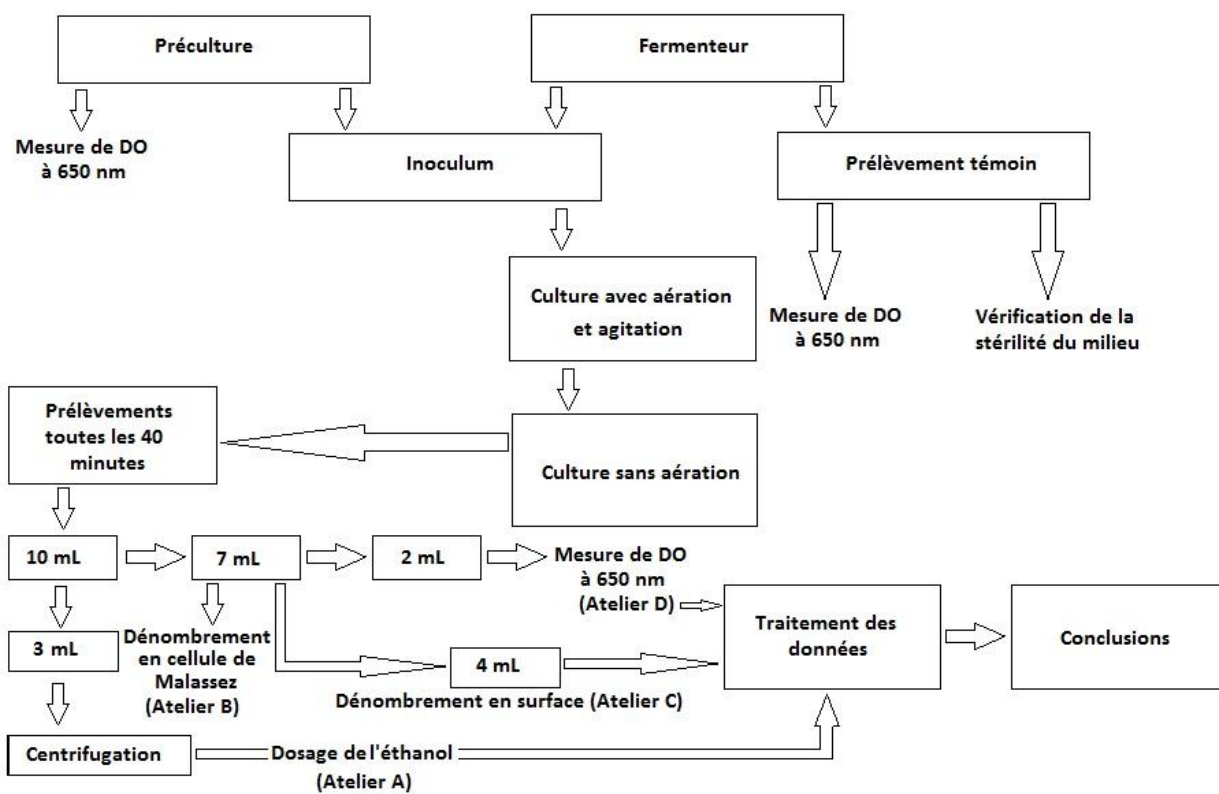 Préculture
Fermenteur
Mesure de DO
à 650 nm
Inoculum
Prélèvement témoin
Culture avec aération
et agitation
Mesure de DO
à 650 nm
Vérification de la
stérilité du milieu
Prélèvements
toutes les 40
minutes
Culture sans aération
10 mL
7 mL
2 mL
Mesure de DO
à 650 nm
(Atelier D)
3 mL
Dénombrement
en cellule de
Malassez
(Atelier B)
4 mL
Dénombrement en surface (Atelier C)
Traitement des
données
Conclusions
Centrifugation
Dosage de l'éthanol
(Atelier A)